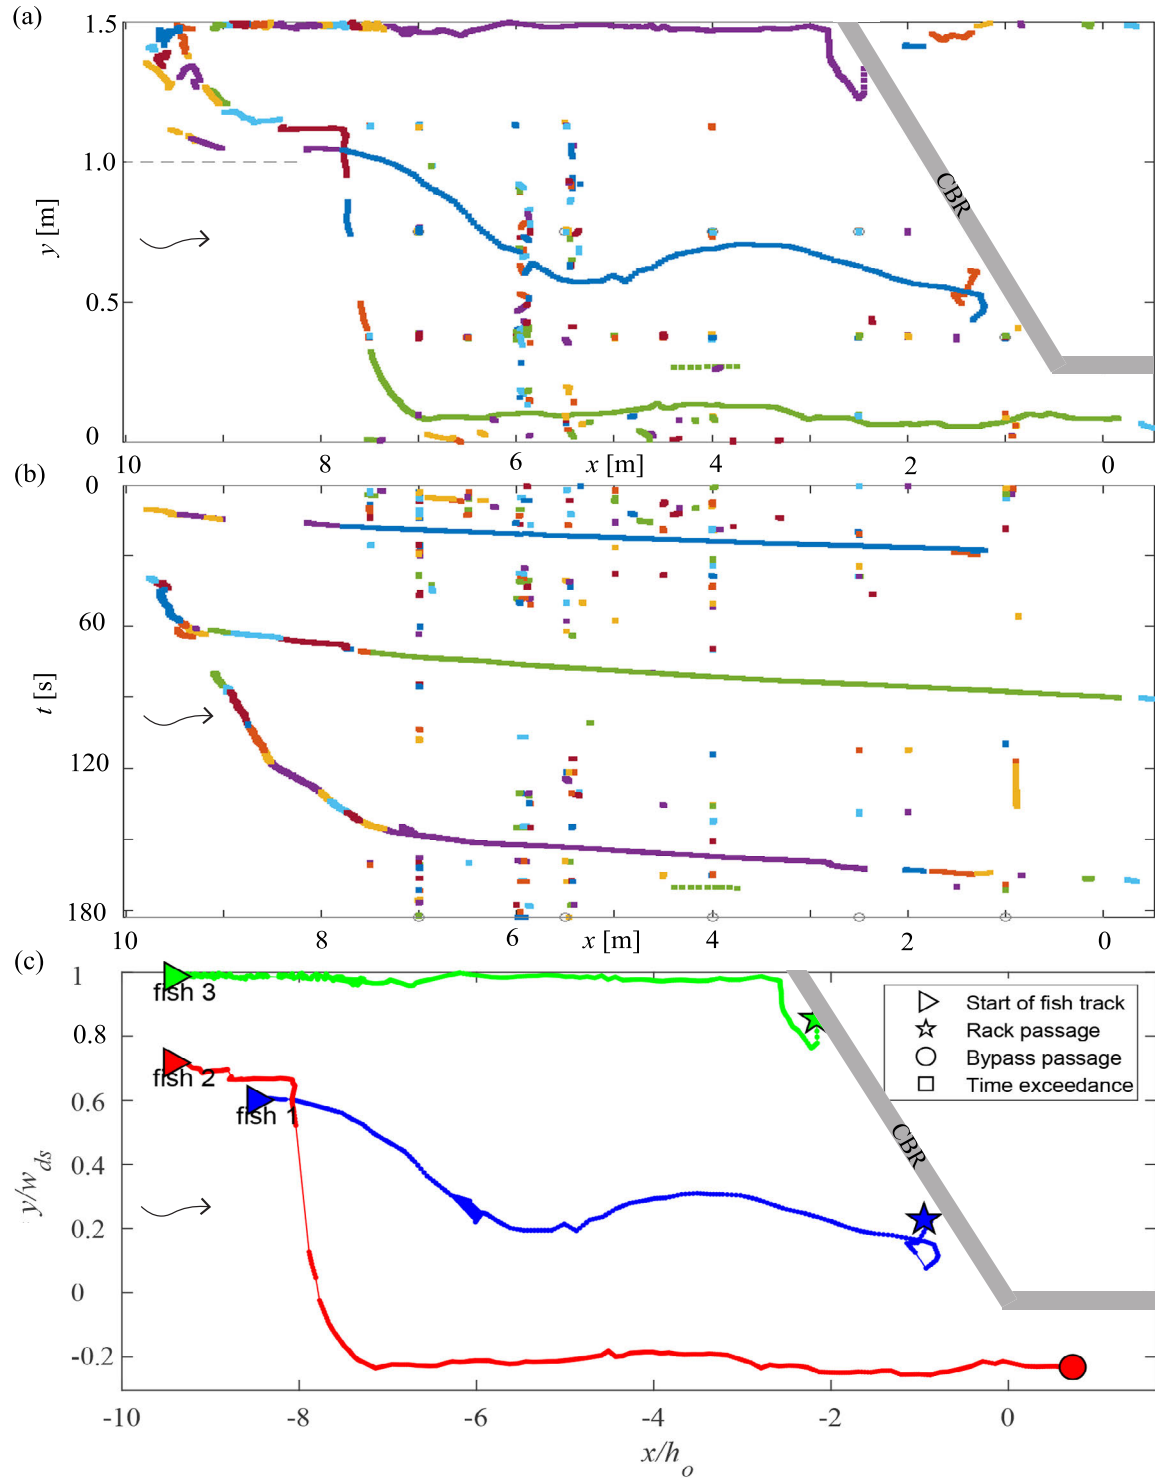 (a)
1.5
1.0
0.5
0
y [m]
CBR
10
8
6
x [m]
4
2
0
(b)
0
60
120
180
t [s]
10
8
6
x [m]
4
2
0
(c)
1
0.8
0.6
0.4
0.2
0
-0.2
y/w_ds
fish 3
fish 2
fish 1
CBR
Start of fish track
Rack passage
Bypass passage
Time exceedance
-10
-8
-6
-4
-2
0
x/h_o